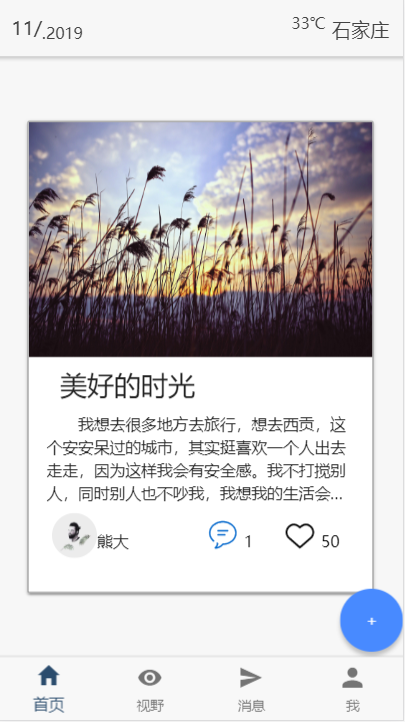 11/.2019
33℃ 石家庄
美好的时光
我想去很多地方去旅行，想去西贡，这
个安安呆过的城市，其实挺喜欢一个人出去
走走，因为这样我会有安全感。我不打搅别
人，同时别人也不吵我，我想我的生活会...
熊大 1 50
+
首页 视野 消息 我